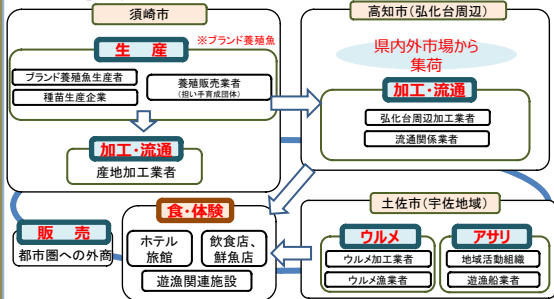 須崎市
生 産
※ブランド養殖魚
ブランド養殖魚生産者
種苗生産企業
養殖販売業者
(担い手育成団体)
加工・流通
産地加工業者
高知市(弘化台周辺)
県内外市場から
集荷
加工・流通
弘化台周辺加工業者
流通関係業者
販 売
都市圏への外商
食・体験
ホテル
旅館
飲食店、
鮮魚店
遊漁関連施設
土佐市(宇佐地域)
ウルメ
ウルメ加工業者
ウルメ漁業者
アサリ
地域活動組織
遊漁船業者